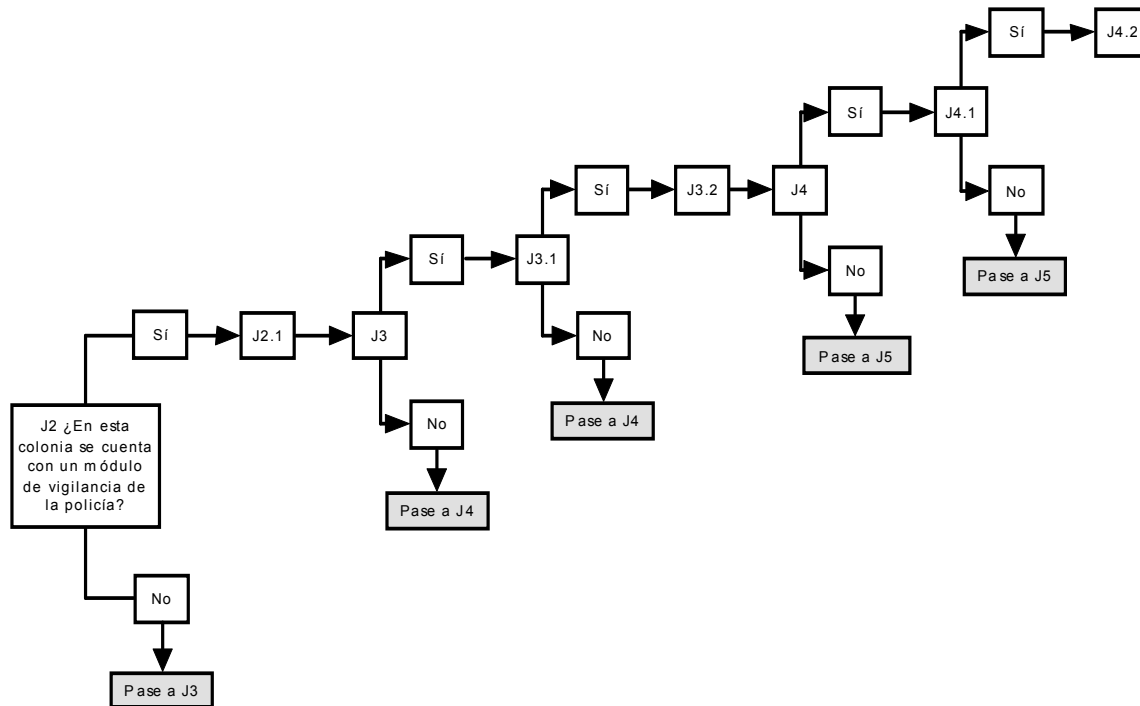 Sí
J4.2
Sí
J4.1
Sí
J3.2
J4
No
Sí
J3.1
No
Pase a J5
Sí
J2.1
J3
No
Pase a J5
J2 ¿En esta
colonia se cuenta
con un módulo
de vigilancia de
la policía?
No
Pase a J4
Pase a J4
No
Pase a J3